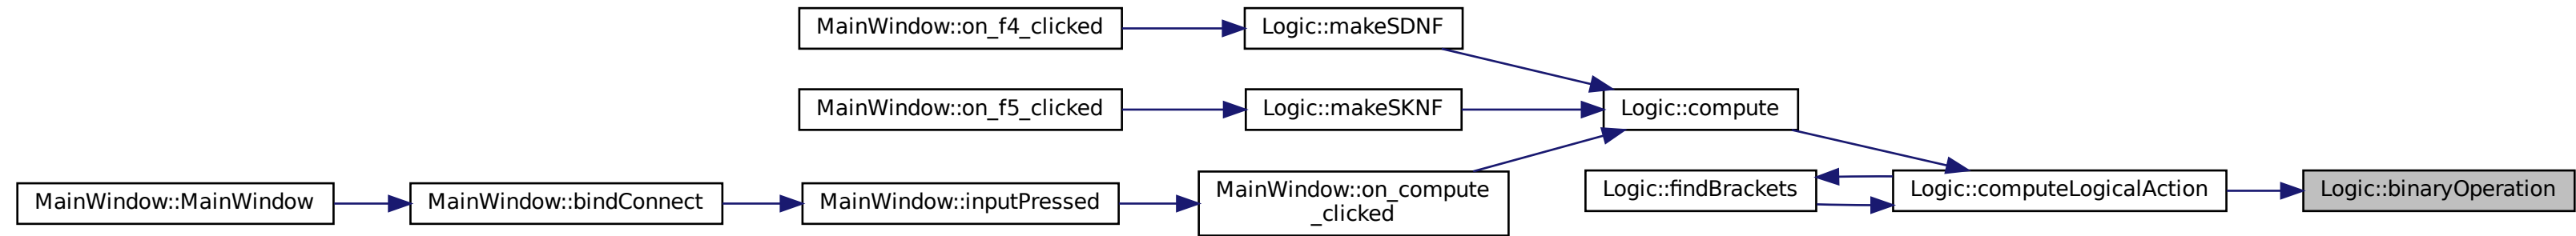 MainWindow::on_f4_clicked
Logic::makeSDNF
MainWindow::on_f5_clicked
Logic::makeSKNF
Logic::compute
MainWindow::MainWindow
MainWindow::bindConnect
MainWindow::inputPressed
MainWindow::on_compute
_clicked
Logic::findBrackets
Logic::computeLogicalAction
Logic::binaryOperation